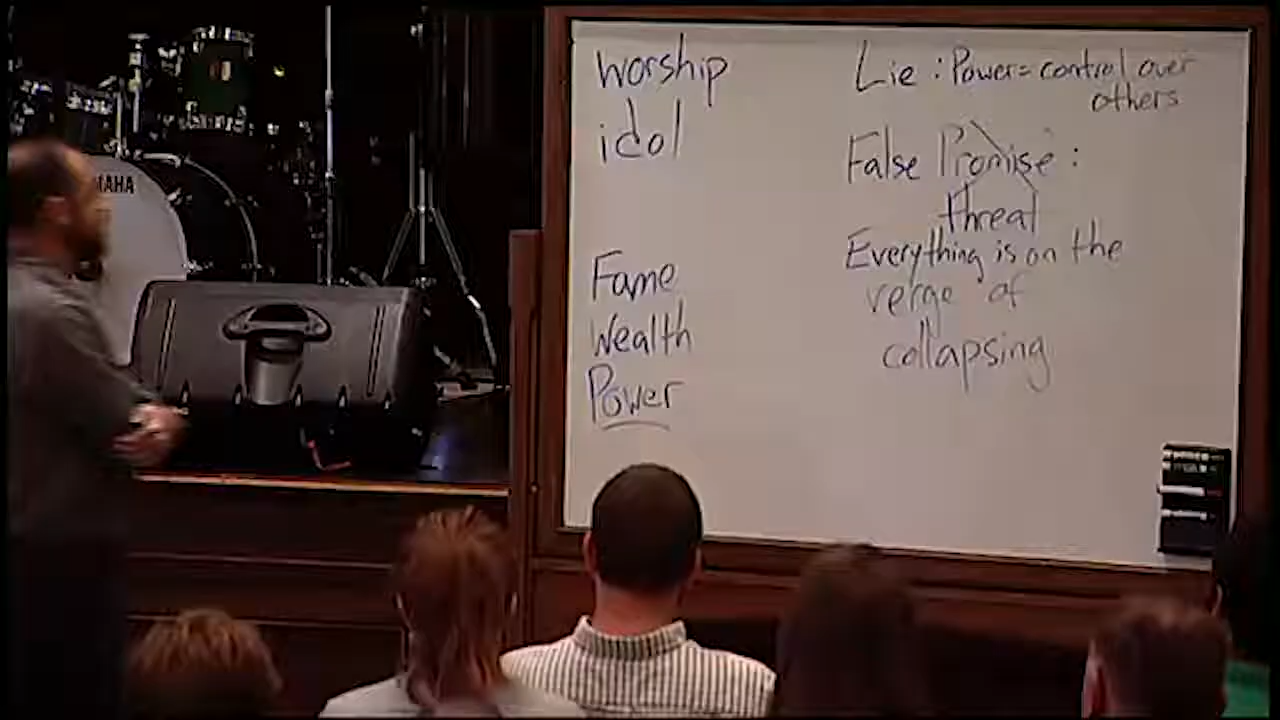 worship
idol
Fame
Wealth
Power
Lie : Power = control over
others
False Promise :
threat
Everything is on the
verge of
collapsing
MAHA